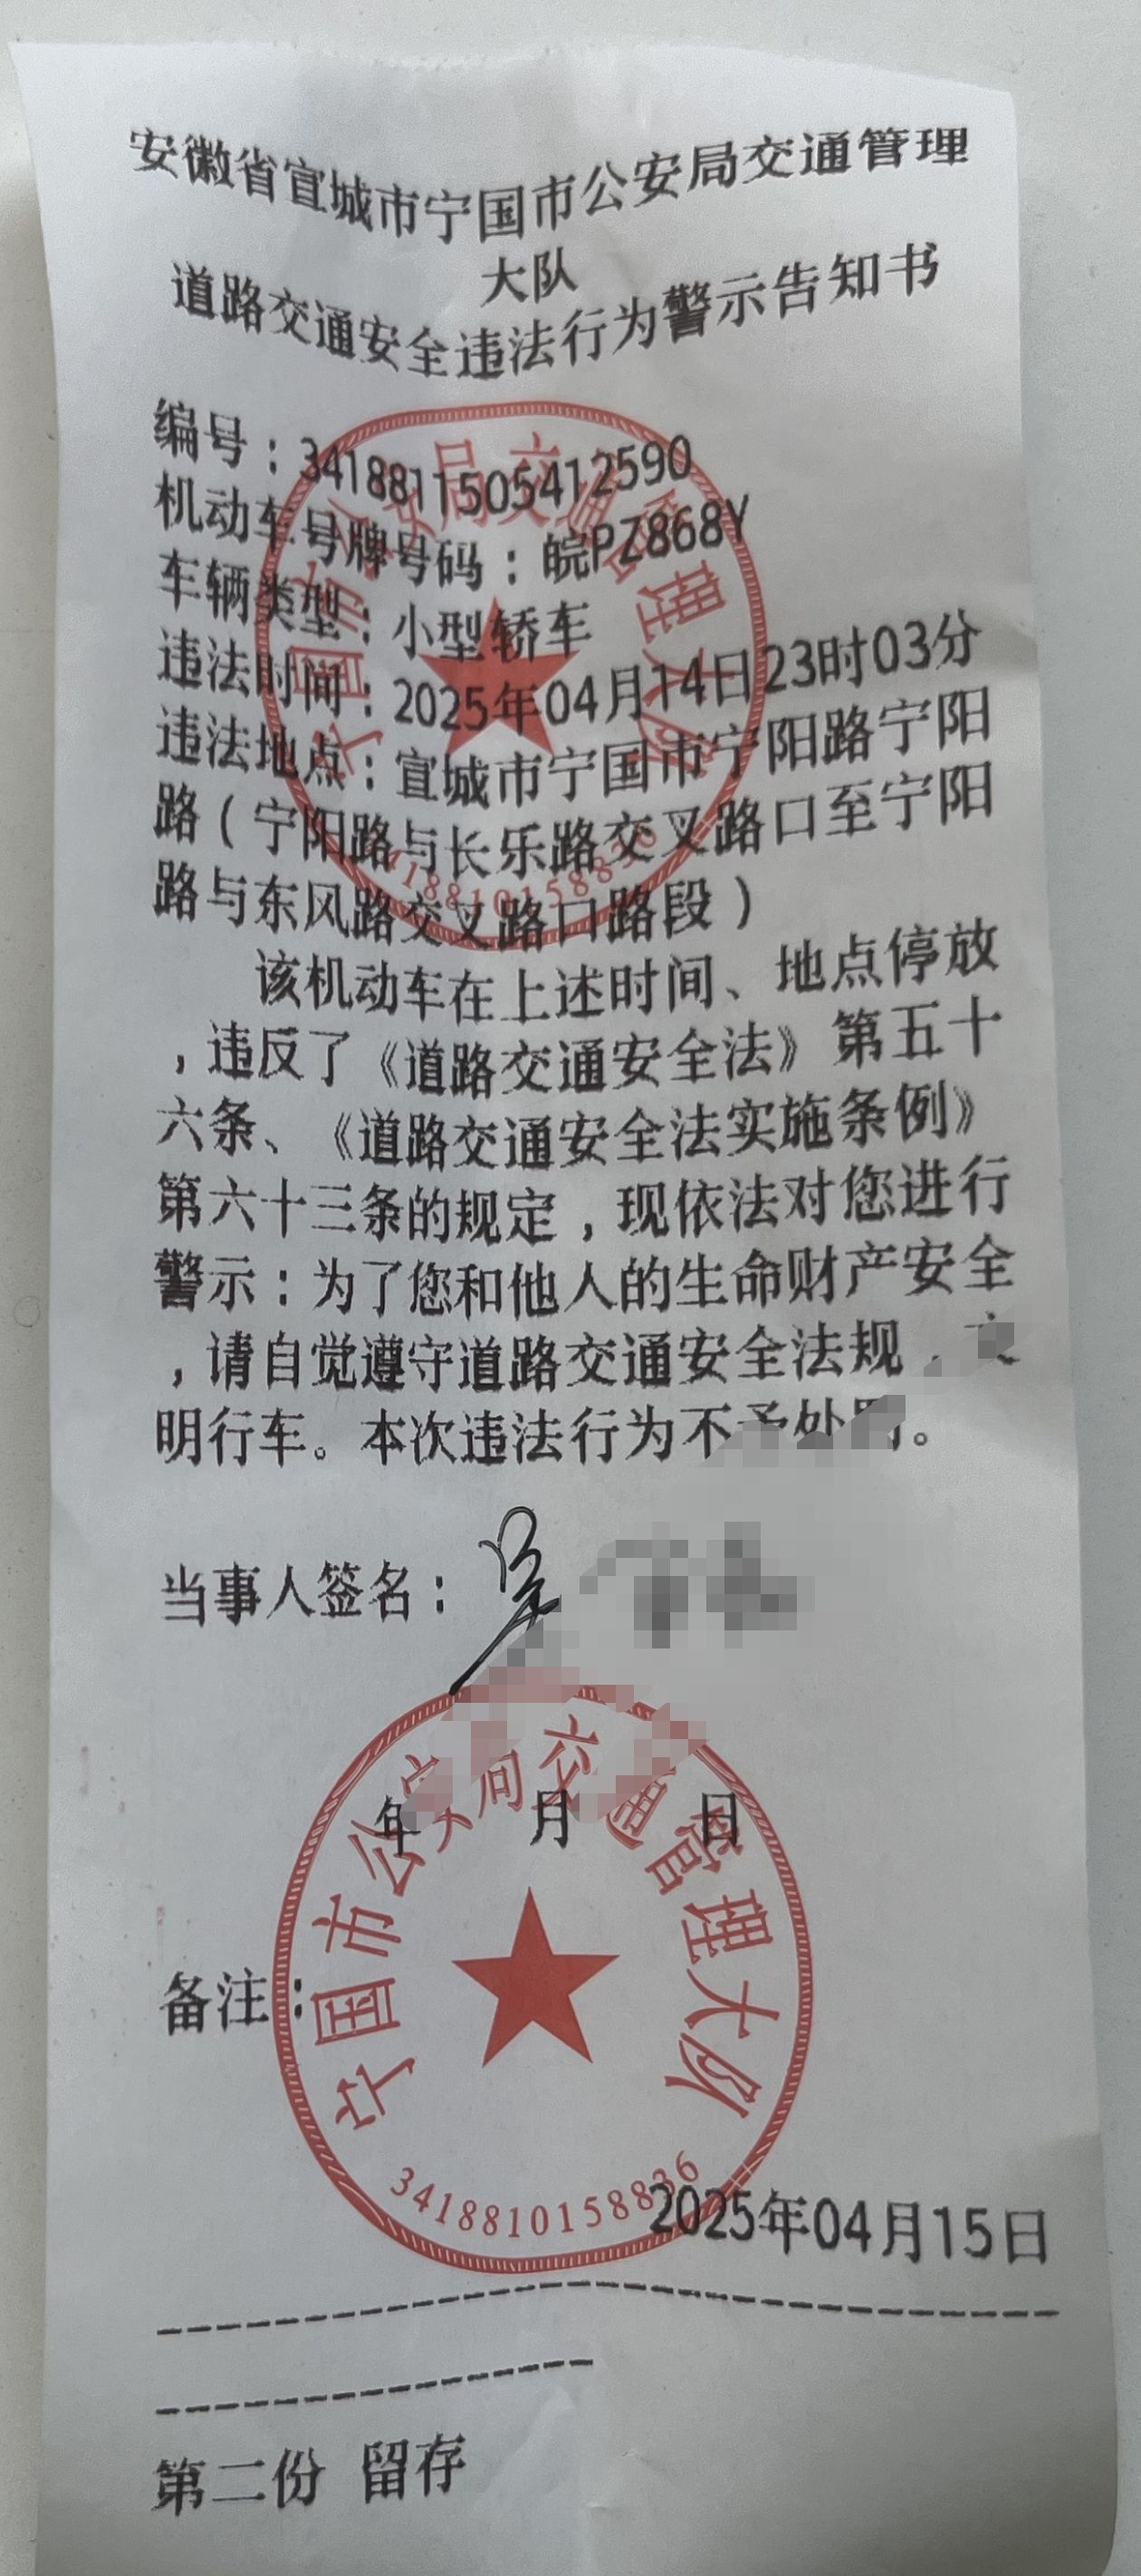 安徽省宣城市宁国市公安局交通管理
大队
道路交通安全违法行为警示告知书
编号：3418811505412590
机动车号牌号码：皖PZ868Y
车辆类型：小型轿车
违法时间：2025年04月14日23时03分
违法地点：宣城市宁国市宁阳路宁阳
路（宁阳路与长乐路交叉路口至宁阳
路与东风路交叉路口路段）
该机动车在上述时间、地点停放
，违反了《道路交通安全法》第五十
六条、《道路交通安全法实施条例》
第六十三条的规定，现依法对您进行
警示：为了您和他人的生命财产安全
，请自觉遵守道路交通安全法规
明行车。本次违法行为不予处罚。
当事人签名：
年 月 日
宁国市公安局交通管理大队
备注：
3418810158836
2025年04月15日
第二份 留存